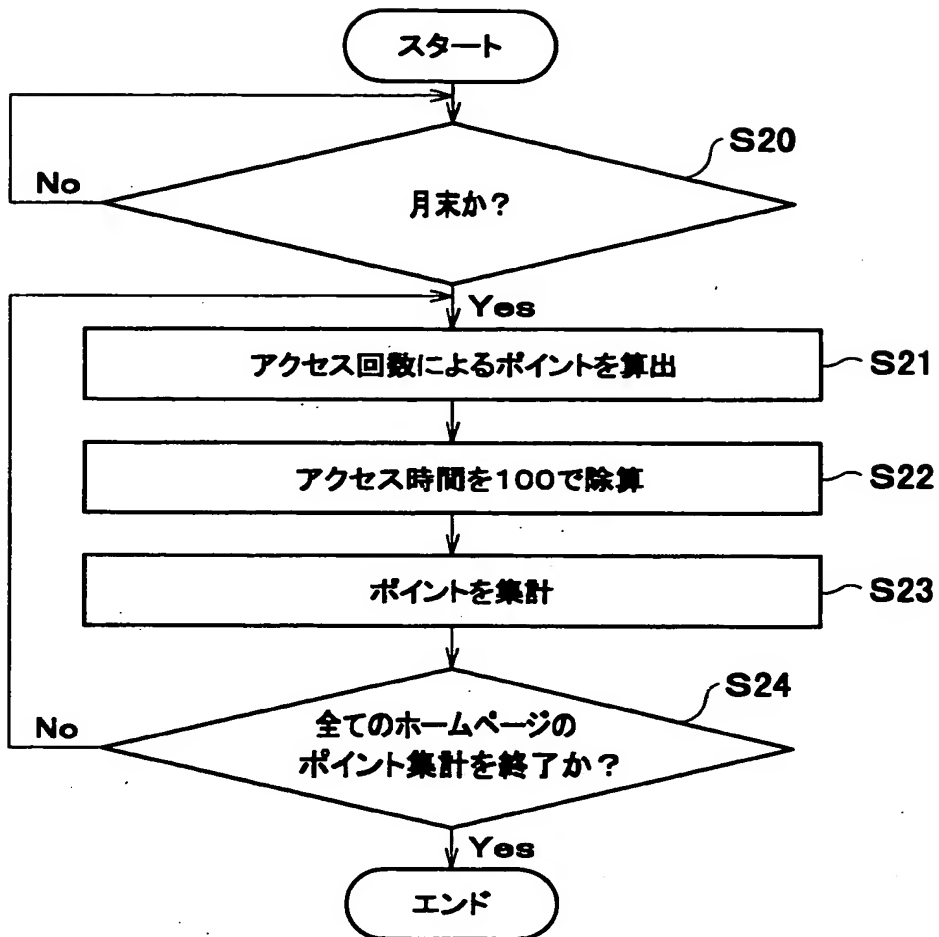 スタート
S20
No
月末か？
Yes
アクセス回数によるポイントを算出
S21
アクセス時間を100で除算
S22
ポイントを集計
S23
S24
No
全てのホームページの
ポイント集計を終了か？
Yes
エンド